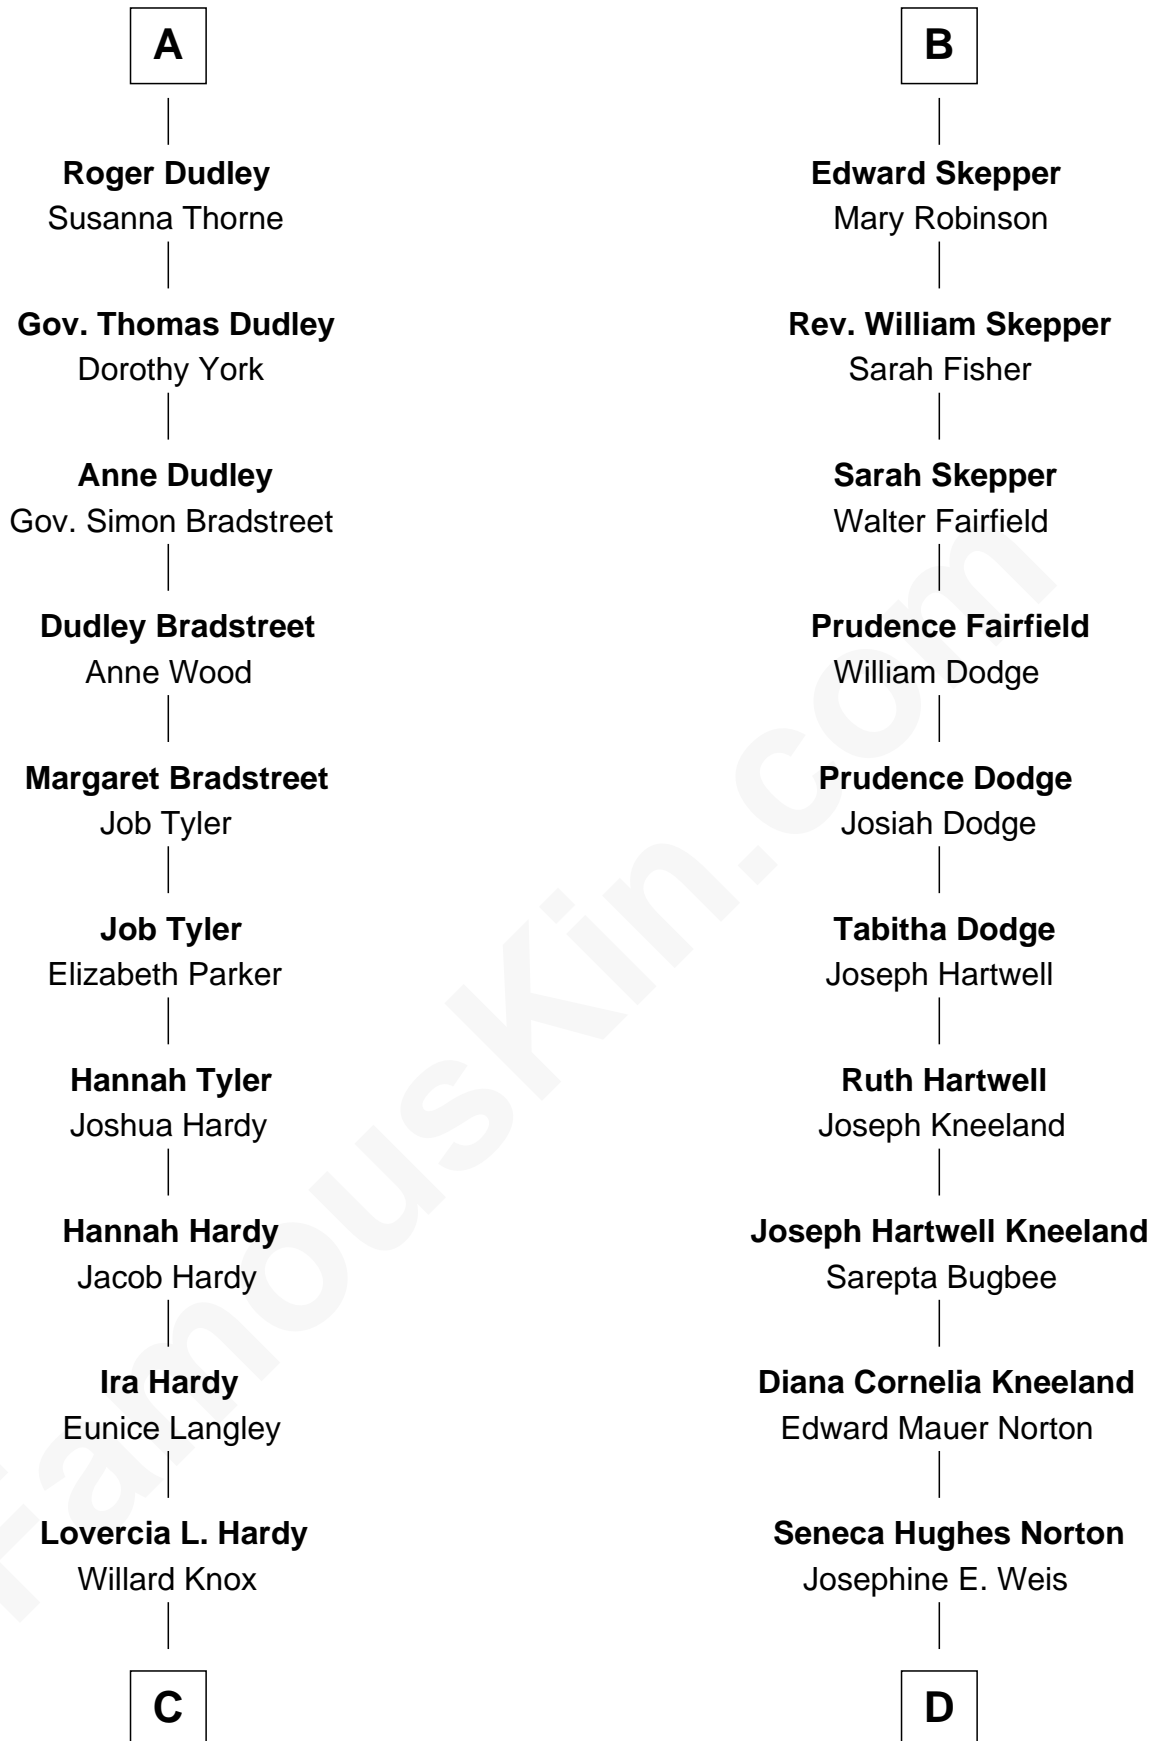 A
Roger Dudley
Susanna Thorne
Gov. Thomas Dudley
Dorothy York
Anne Dudley
Gov. Simon Bradstreet
Dudley Bradstreet
Anne Wood
Margaret Bradstreet
Job Tyler
Job Tyler
Elizabeth Parker
Hannah Tyler
Joshua Hardy
Hannah Hardy
Jacob Hardy
Ira Hardy
Eunice Langley
Lovercia L. Hardy
Willard Knox
C
B
Edward Skepper
Mary Robinson
Rev. William Skepper
Sarah Fisher
Sarah Skepper
Walter Fairfield
Prudence Fairfield
William Dodge
Prudence Dodge
Josiah Dodge
Tabitha Dodge
Joseph Hartwell
Ruth Hartwell
Joseph Kneeland
Joseph Hartwell Kneeland
Sarepta Bugbee
Diana Cornelia Kneeland
Edward Mauer Norton
Seneca Hughes Norton
Josephine E. Weis
D
FamousKin.com